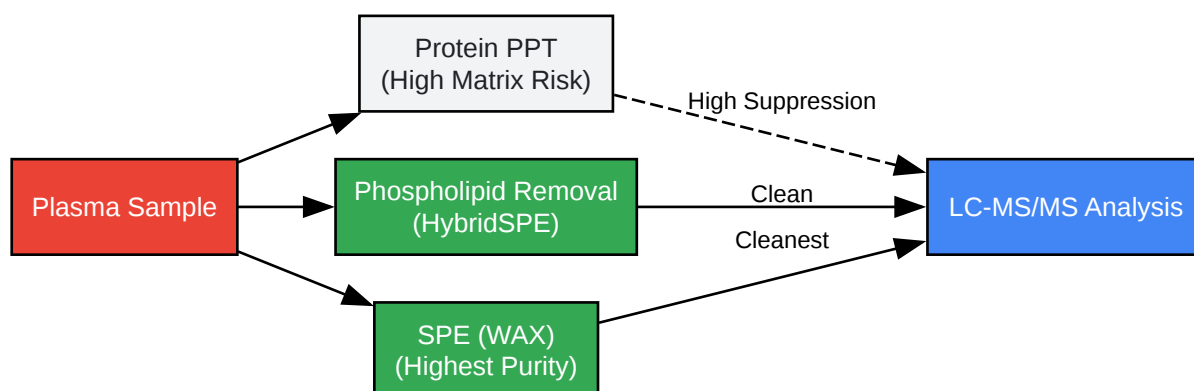 Protein PPT
(High Matrix Risk)
High Suppression
Plasma Sample
Phospholipid Removal
(HybridSPE)
Clean
LC-MS/MS Analysis
Cleanest
SPE (WAX)
(Highest Purity)